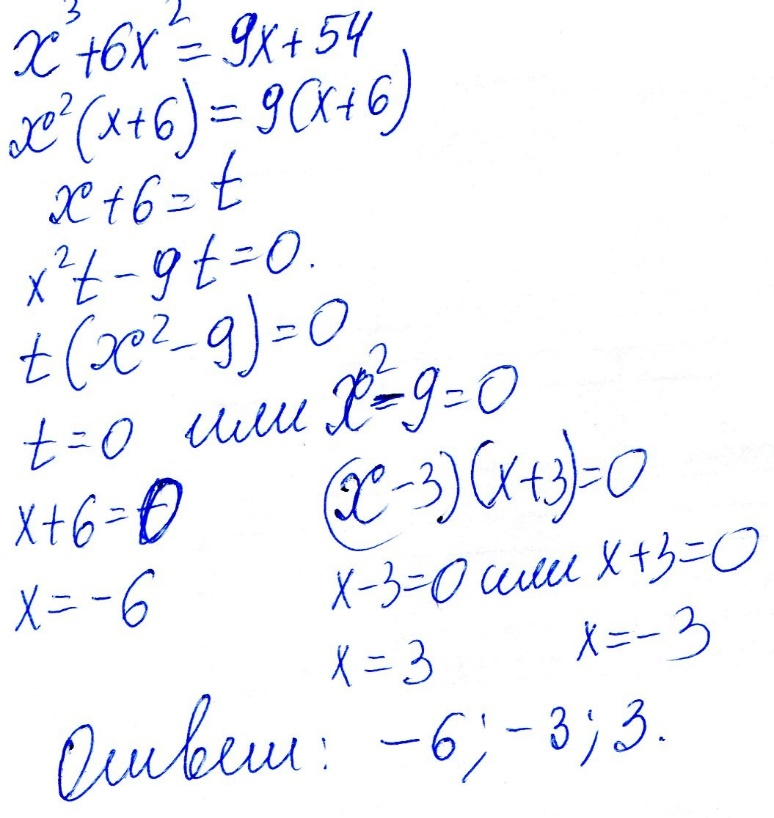 x³+6x²=9x+54
x²(x+6)=9(x+6)
x+6=t
x²t-9t=0.
t(x²-9)=0
t=0 или x²-9=0
x+6=0 (x-3)(x+3)=0
x=-6 x-3=0 или x+3=0
x=3 x=-3
Ответ: -6; -3; 3.